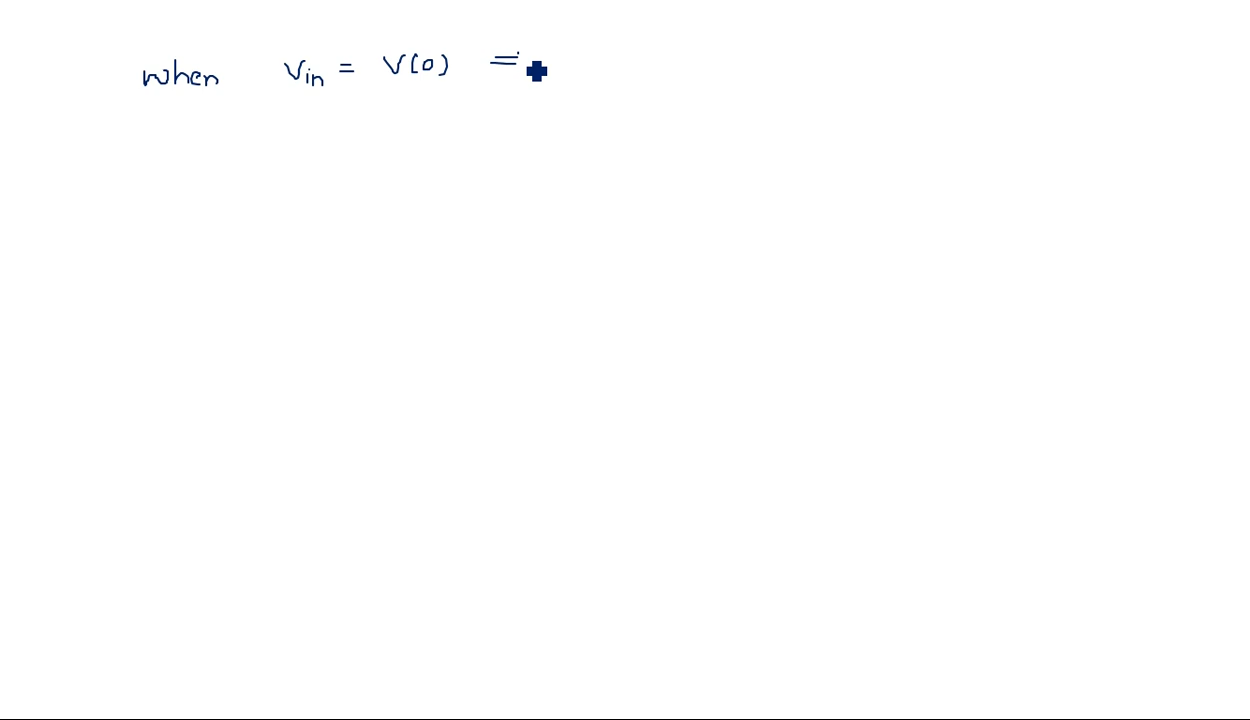 when Vin = V(0) =